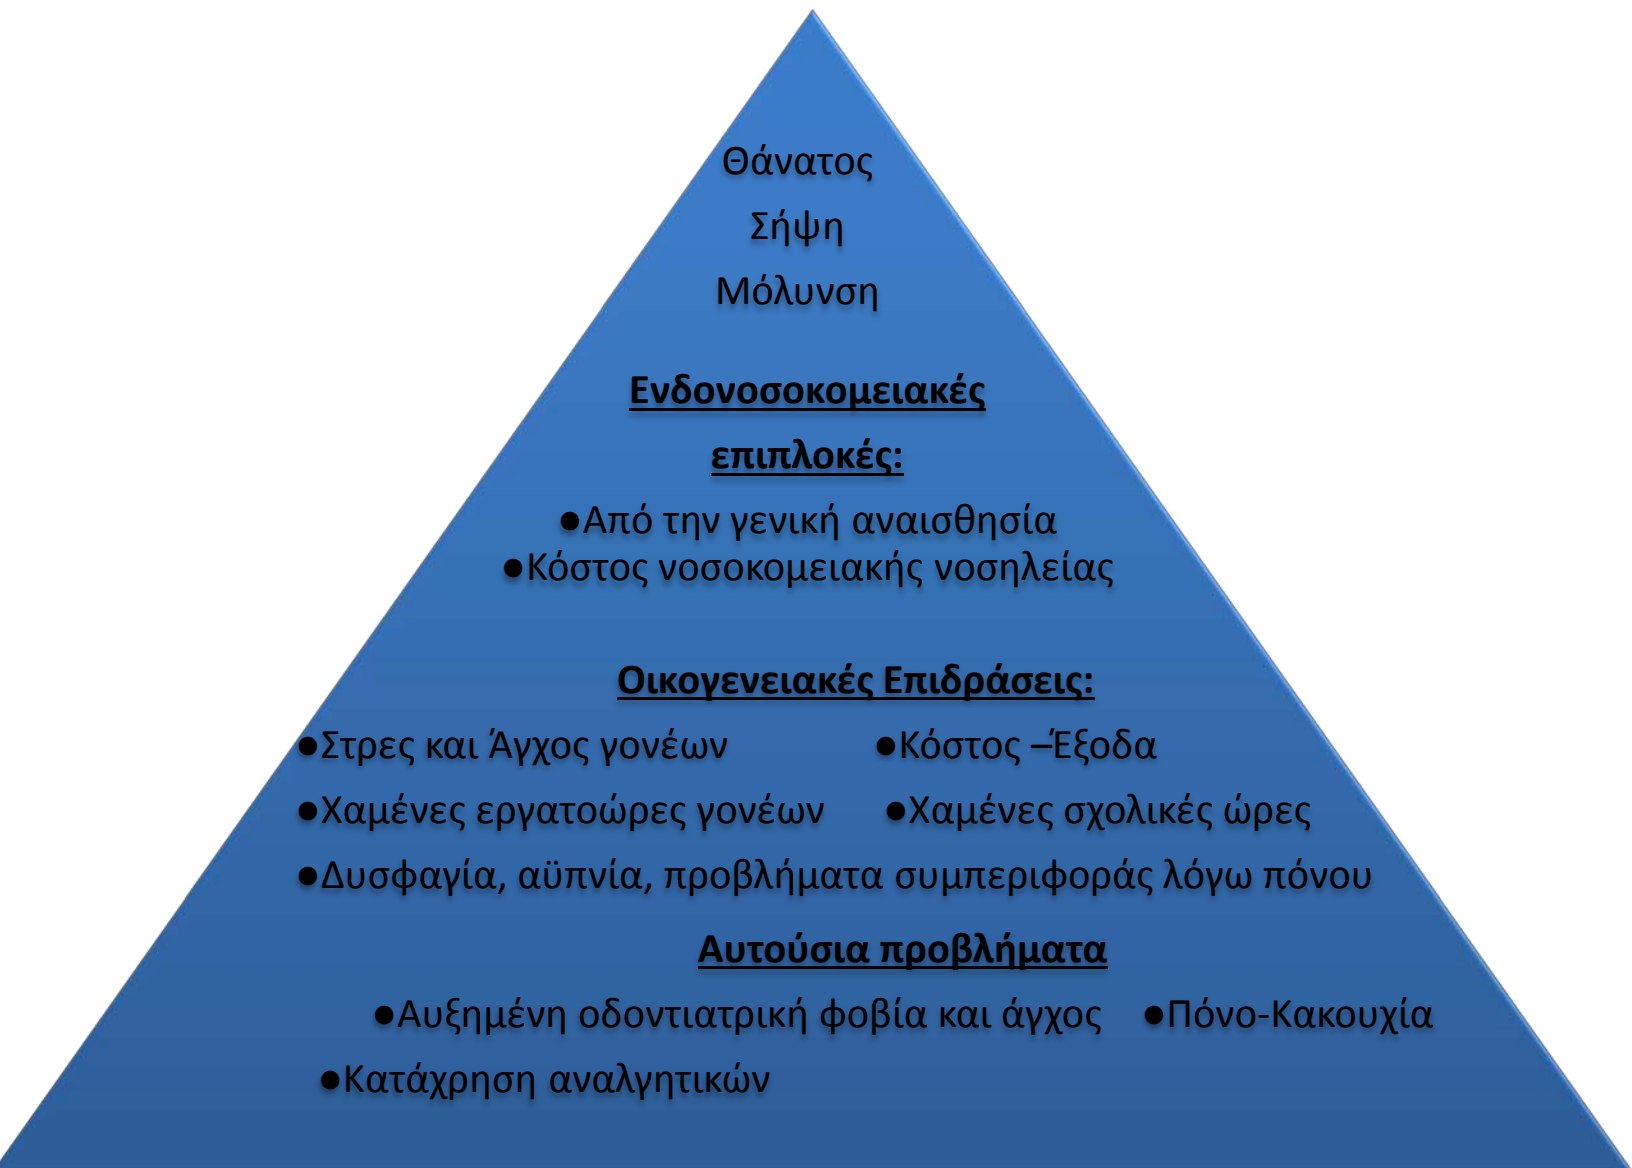 Θάνατος
Σήψη
Μόλυνση
Ενδονοσοκομειακές
επιπλοκές:
●Από την γενική αναισθησία
●Κόστος νοσοκομειακής νοσηλείας
Οικογενειακές Επιδράσεις:
●Στρες και Άγχος γονέων ●Κόστος –Έξοδα
●Χαμένες εργατοώρες γονέων ●Χαμένες σχολικές ώρες
●Δυσφαγία, αϋπνία, προβλήματα συμπεριφοράς λόγω πόνου
Αυτούσια προβλήματα
●Αυξημένη οδοντιατρική φοβία και άγχος ●Πόνο-Κακουχία
●Κατάχρηση αναλγητικών